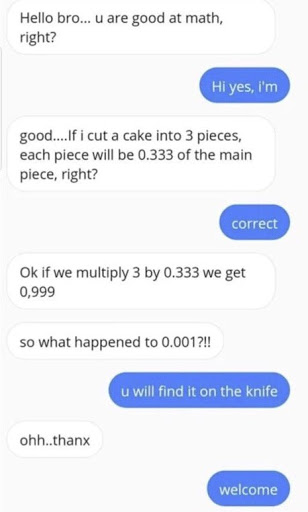 Hello bro... u are good at math,
right?
Hi yes, i'm
good....If i cut a cake into 3 pieces,
each piece will be 0.333 of the main
piece, right?
correct
Ok if we multiply 3 by 0.333 we get
0,999
so what happened to 0.001?!!
u will find it on the knife
ohh..thanx
welcome